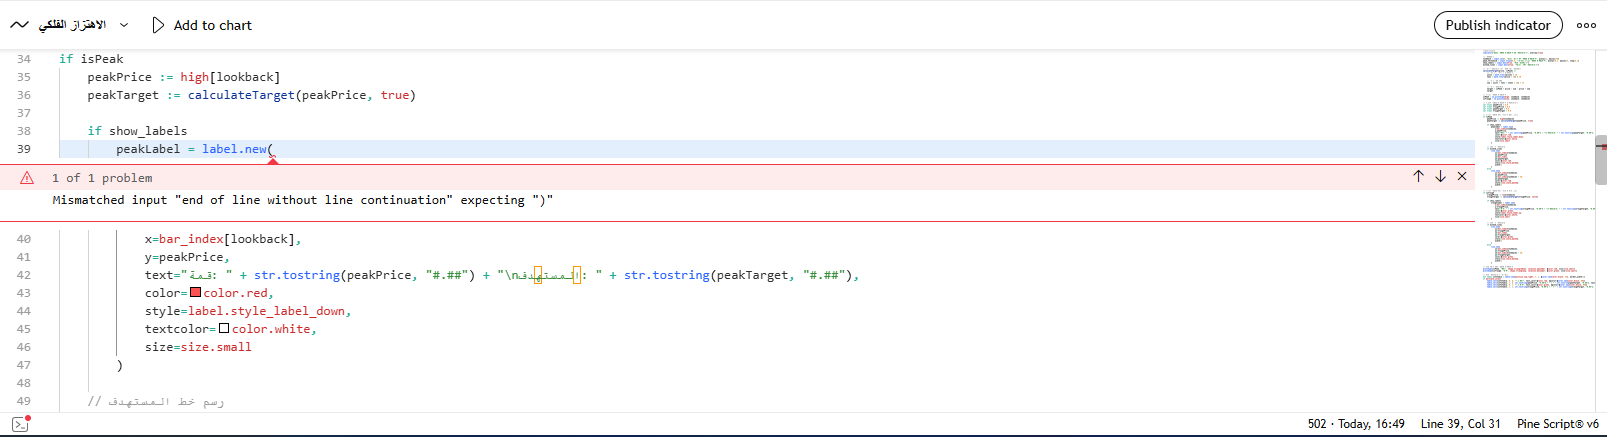 الاهتزاز الفلكي
Add to chart
Publish indicator
34 if isPeak
35 peakPrice := high[lookback]
36 peakTarget := calculateTarget(peakPrice, true)
37
38 if show_labels
39 peakLabel = label.new(
1 of 1 problem
Mismatched input "end of line without line continuation" expecting ")"
40 x=bar_index[lookback],
41 y=peakPrice,
42 text="قمة: " + str.tostring(peakPrice, "#.##") + "\nالمستهدف: " + str.tostring(peakTarget, "#.##"),
43 color=color.red,
44 style=label.style_label_down,
45 textcolor=color.white,
46 size=size.small
47 )
48
49 // رسم خط المستهدف
502 · Today, 16:49 Line 39, Col 31 Pine Script® v6